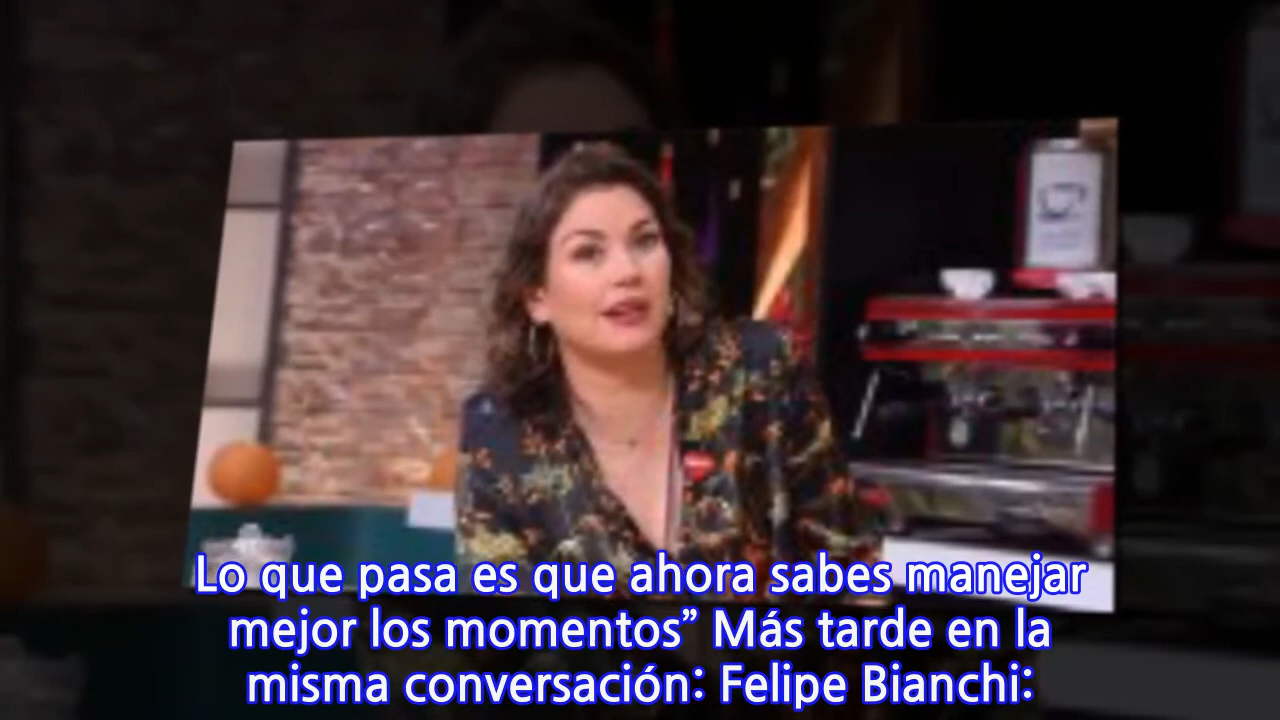 Lo que pasa es que ahora sabes manejar
mejor los momentos” Más tarde en la
misma conversación: Felipe Bianchi: